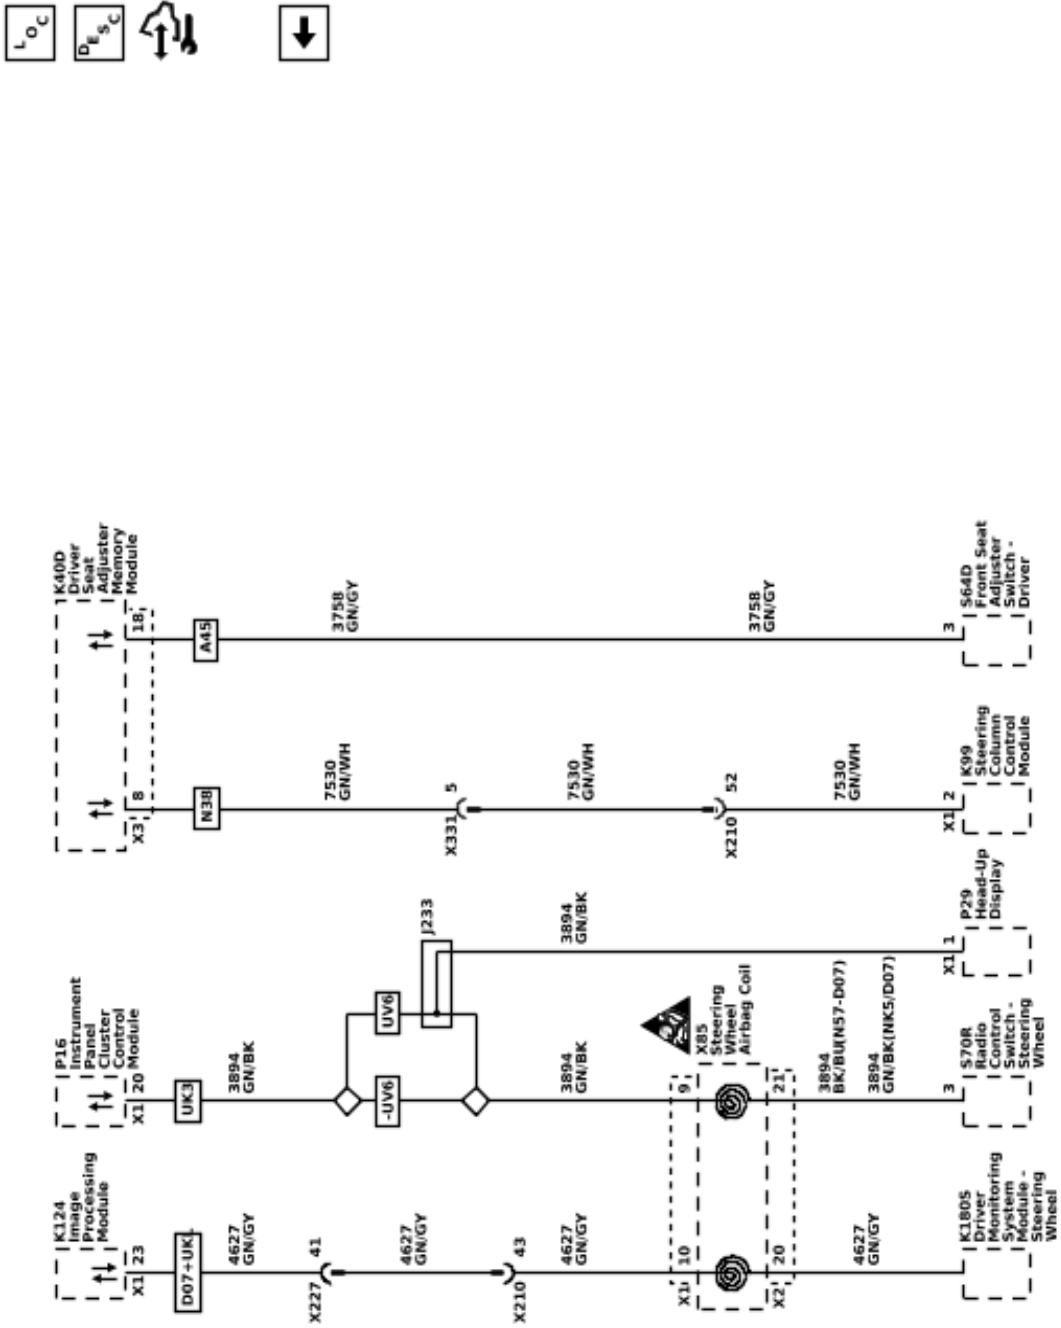 LOC
DESC
K124
Image
Processing
Module
X1 23
D07+UK
4627
GN/GY
X227 41
4627
GN/GY
X210 43
4627
GN/GY
X1 10
X2 20
4627
GN/GY
K180S
Driver
Monitoring
System
Module -
Steering
Wheel
P16
Instrument
Panel
Cluster
Control
Module
X1 20
UK3
3894
GN/BK
-UV6
UV6
J233
3894
GN/BK
3894
GN/BK
9
X85
Steering
Wheel
Airbag Coil
21
3894
BK/BU(N57-D07)
3894
GN/BK(NK5/D07)
3
S70R
Radio
Control
Switch -
Steering
Wheel
X1 1
P29
Head-Up
Display
K40D
Driver
Seat
Adjuster
Memory
Module
X3 8
18
N38
7530
GN/WH
X331 5
7530
GN/WH
X210 52
7530
GN/WH
X1 2
K99
Steering
Column
Control
Module
A45
3758
GN/GY
3758
GN/GY
3
S64D
Front Seat
Adjuster
Switch -
Driver